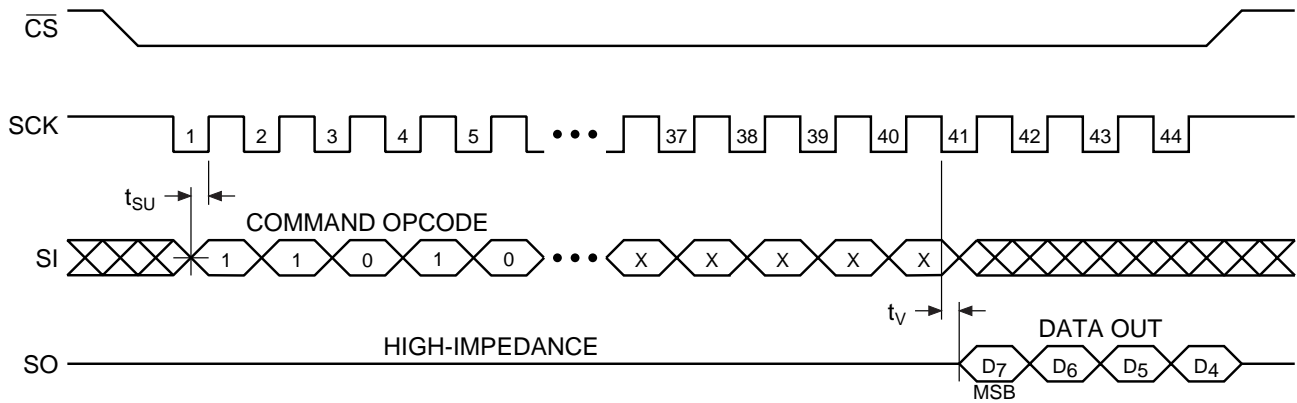 CS
SCK 1 2 3 4 5 ••• 37 38 39 40 41 42 43 44
tSU
COMMAND OPCODE
SI 1 1 0 1 0 ••• X X X X X
tV
DATA OUT
HIGH-IMPEDANCE
SO D7 D6 D5 D4
MSB